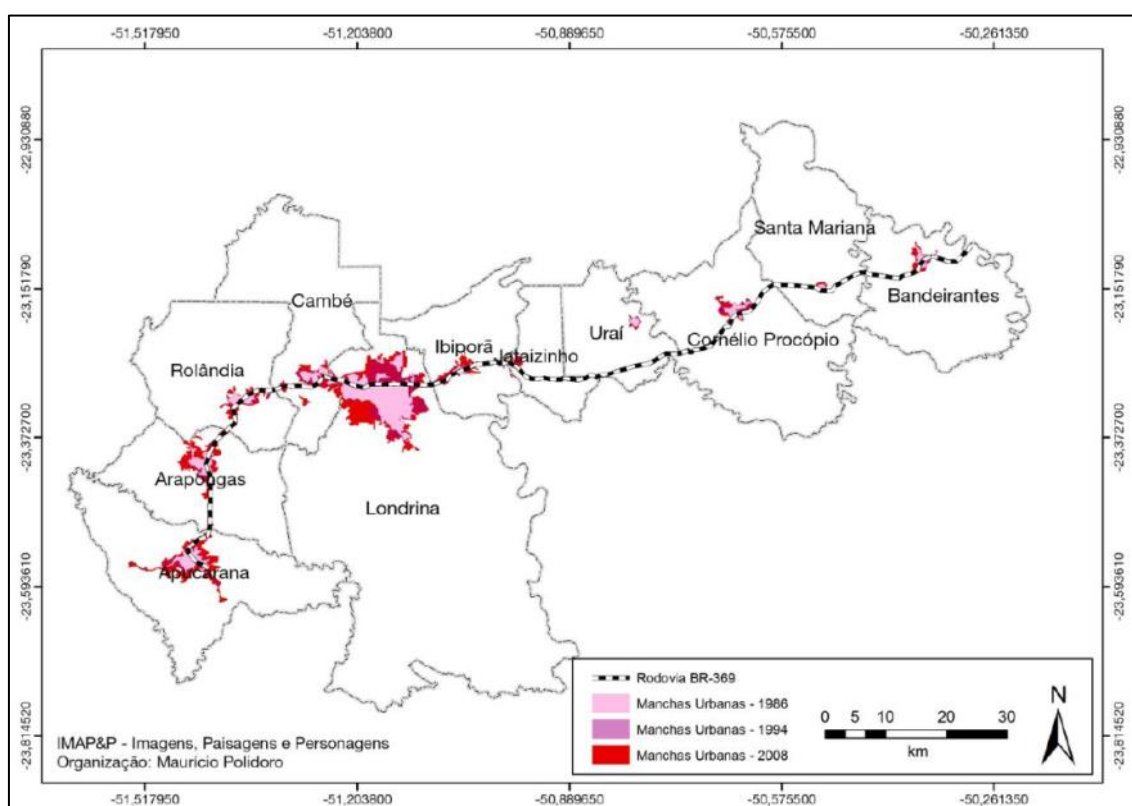 -51,517950 -51,203800 -50,889650 -50,575500 -50,261350
-22,930880 -22,930880
Santa Mariana
-23,151790 -23,151790
Bandeirantes
Cambé
Uraí
Cornélio Procópio
Ibiporã
Jataizinho
Rolândia
-23,372700 -23,372700
Arapongas
Londrina
Apucarana
-23,593610 -23,593610
Rodovia BR-369
Manchas Urbanas - 1986
Manchas Urbanas - 1994
Manchas Urbanas - 2008
0 5 10 20 30
km
N
-23,814520 -23,814520
IMAP&P - Imagens, Paisagens e Personagens
Organização: Maurício Polidoro
-51,517950 -51,203800 -50,889650 -50,575500 -50,261350